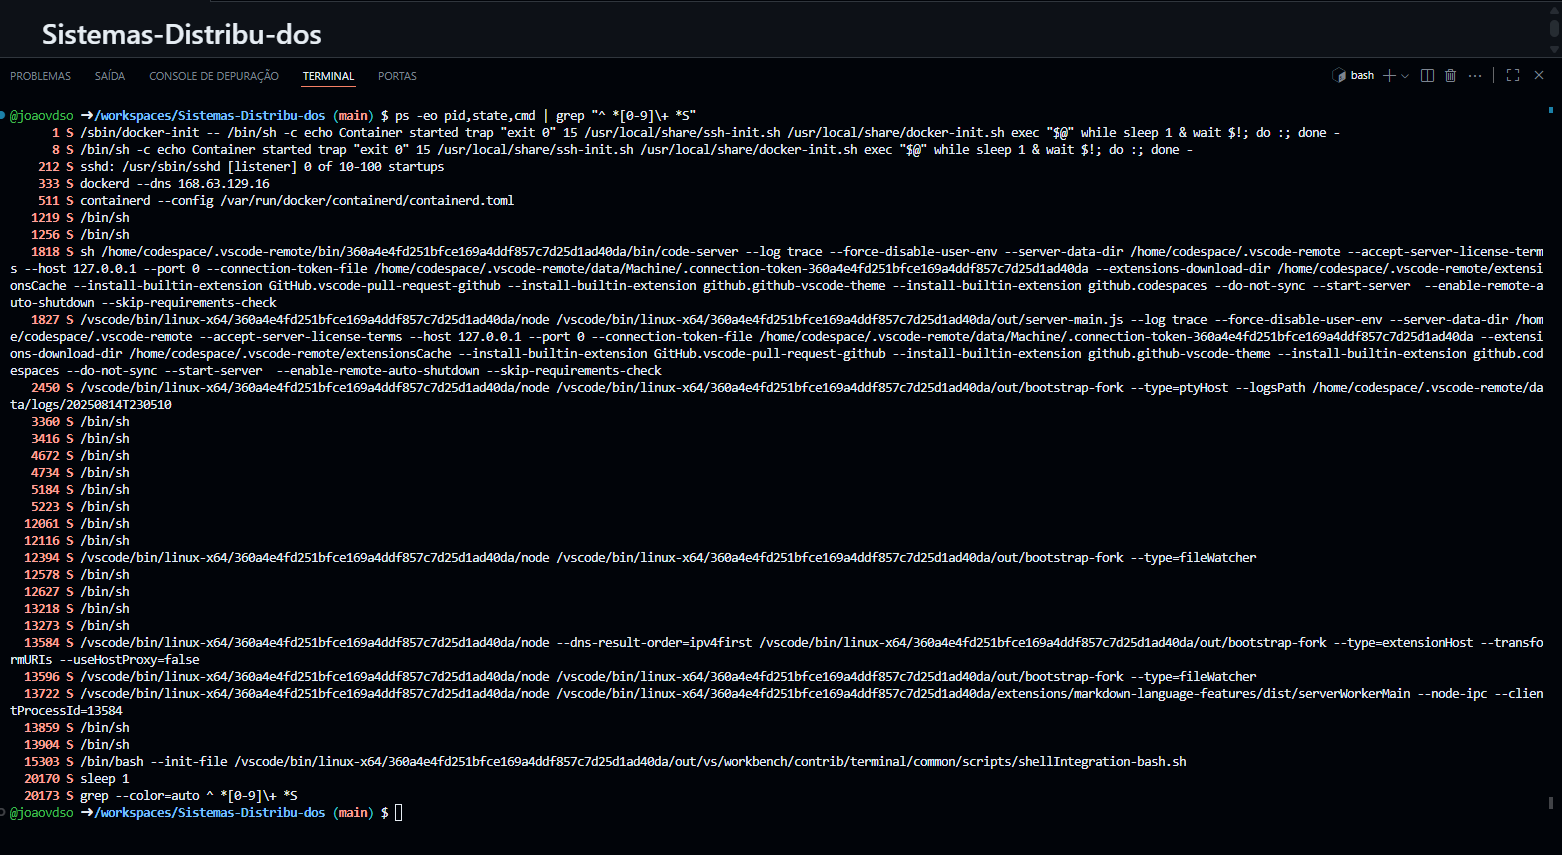 Sistemas-Distribu-dos
PROBLEMAS SAÍDA CONSOLE DE DEPURAÇÃO TERMINAL PORTAS bash
@joaovdso ➜/workspaces/Sistemas-Distribu-dos (main) $ ps -eo pid,state,cmd | grep "^ *[0-9]\+ *S"
1 S /sbin/docker-init -- /bin/sh -c echo Container started trap "exit 0" 15 /usr/local/share/ssh-init.sh /usr/local/share/docker-init.sh exec "$@" while sleep 1 & wait $!; do :; done -
8 S /bin/sh -c echo Container started trap "exit 0" 15 /usr/local/share/ssh-init.sh /usr/local/share/docker-init.sh exec "$@" while sleep 1 & wait $!; do :; done -
212 S sshd: /usr/sbin/sshd [listener] 0 of 10-100 startups
333 S dockerd --dns 168.63.129.16
511 S containerd --config /var/run/docker/containerd/containerd.toml
1219 S /bin/sh
1256 S /bin/sh
1818 S sh /home/codespace/.vscode-remote/bin/360a4e4fd251bfce169a4ddf857c7d25d1ad40da/bin/code-server --log trace --force-disable-user-env --server-data-dir /home/codespace/.vscode-remote --accept-server-license-term
s --host 127.0.0.1 --port 0 --connection-token-file /home/codespace/.vscode-remote/data/Machine/.connection-token-360a4e4fd251bfce169a4ddf857c7d25d1ad40da --extensions-download-dir /home/codespace/.vscode-remote/extensi
onsCache --install-builtin-extension GitHub.vscode-pull-request-github --install-builtin-extension github.github-vscode-theme --install-builtin-extension github.codespaces --do-not-sync --start-server  --enable-remote-a
uto-shutdown --skip-requirements-check
1827 S /vscode/bin/linux-x64/360a4e4fd251bfce169a4ddf857c7d25d1ad40da/node /vscode/bin/linux-x64/360a4e4fd251bfce169a4ddf857c7d25d1ad40da/out/server-main.js --log trace --force-disable-user-env --server-data-dir /hom
e/codespace/.vscode-remote --accept-server-license-terms --host 127.0.0.1 --port 0 --connection-token-file /home/codespace/.vscode-remote/data/Machine/.connection-token-360a4e4fd251bfce169a4ddf857c7d25d1ad40da --extensi
ons-download-dir /home/codespace/.vscode-remote/extensionsCache --install-builtin-extension GitHub.vscode-pull-request-github --install-builtin-extension github.github-vscode-theme --install-builtin-extension github.cod
espaces --do-not-sync --start-server  --enable-remote-auto-shutdown --skip-requirements-check
2450 S /vscode/bin/linux-x64/360a4e4fd251bfce169a4ddf857c7d25d1ad40da/node /vscode/bin/linux-x64/360a4e4fd251bfce169a4ddf857c7d25d1ad40da/out/bootstrap-fork --type=ptyHost --logsPath /home/codespace/.vscode-remote/da
ta/logs/20250814T230510
3360 S /bin/sh
3416 S /bin/sh
4672 S /bin/sh
4734 S /bin/sh
5184 S /bin/sh
5223 S /bin/sh
12061 S /bin/sh
12116 S /bin/sh
12394 S /vscode/bin/linux-x64/360a4e4fd251bfce169a4ddf857c7d25d1ad40da/node /vscode/bin/linux-x64/360a4e4fd251bfce169a4ddf857c7d25d1ad40da/out/bootstrap-fork --type=fileWatcher
12578 S /bin/sh
12627 S /bin/sh
13218 S /bin/sh
13273 S /bin/sh
13584 S /vscode/bin/linux-x64/360a4e4fd251bfce169a4ddf857c7d25d1ad40da/node --dns-result-order=ipv4first /vscode/bin/linux-x64/360a4e4fd251bfce169a4ddf857c7d25d1ad40da/out/bootstrap-fork --type=extensionHost --transfo
rmURIs --useHostProxy=false
13596 S /vscode/bin/linux-x64/360a4e4fd251bfce169a4ddf857c7d25d1ad40da/node /vscode/bin/linux-x64/360a4e4fd251bfce169a4ddf857c7d25d1ad40da/out/bootstrap-fork --type=fileWatcher
13722 S /vscode/bin/linux-x64/360a4e4fd251bfce169a4ddf857c7d25d1ad40da/node /vscode/bin/linux-x64/360a4e4fd251bfce169a4ddf857c7d25d1ad40da/extensions/markdown-language-features/dist/serverWorkerMain --node-ipc --clien
tProcessId=13584
13859 S /bin/sh
13904 S /bin/sh
15303 S /bin/bash --init-file /vscode/bin/linux-x64/360a4e4fd251bfce169a4ddf857c7d25d1ad40da/out/vs/workbench/contrib/terminal/common/scripts/shellIntegration-bash.sh
20170 S sleep 1
20173 S grep --color=auto ^ *[0-9]\+ *S
@joaovdso ➜/workspaces/Sistemas-Distribu-dos (main) $